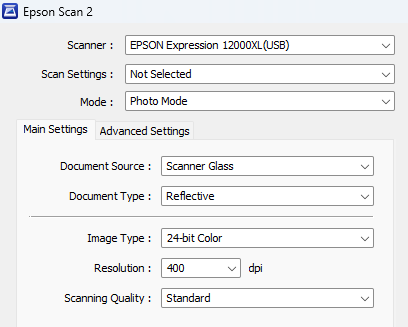 Epson Scan 2
Scanner : EPSON Expression 12000XL(USB)
Scan Settings : Not Selected
Mode : Photo Mode
Main Settings Advanced Settings
Document Source : Scanner Glass
Document Type : Reflective
Image Type : 24-bit Color
Resolution : 400 dpi
Scanning Quality : Standard